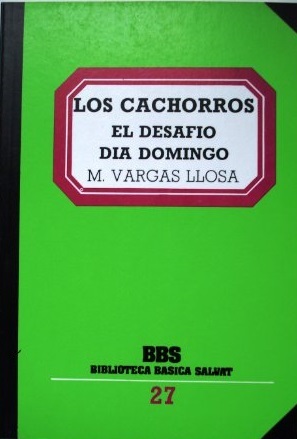 LOS CACHORROS
EL DESAFIO
DIA DOMINGO
M. VARGAS LLOSA
BBS
BIBLIOTECA BASICA SALVAT
27